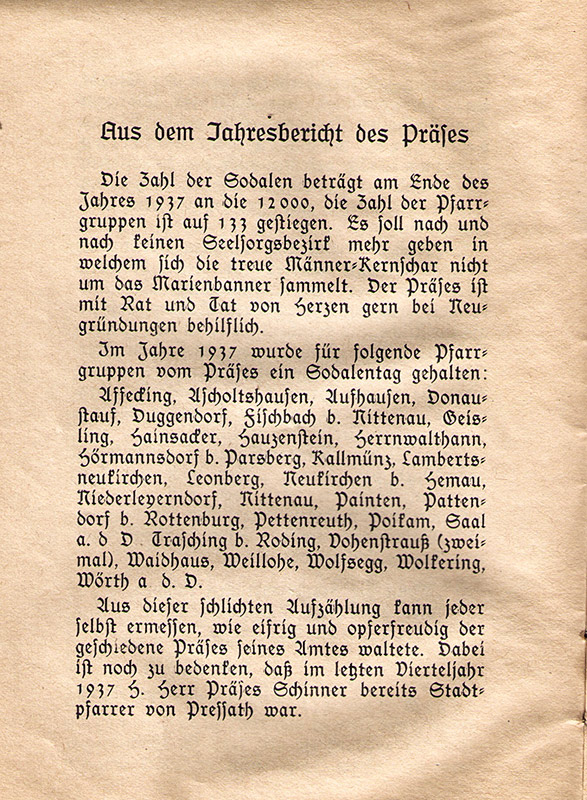 Aus dem Jahresbericht des Präses
Die Zahl der Sodalen beträgt am Ende des
Jahres 1937 an die 12000, die Zahl der Pfarr-
gruppen ist auf 133 gestiegen. Es soll nach und
nach keinen Seelsorgsbezirk mehr geben in
welchem sich die treue Männer-Kernschar nicht
um das Marienbanner sammelt. Der Präses ist
mit Rat und Tat von Herzen gern bei Neu-
gründungen behilflich.
Im Jahre 1937 wurde für folgende Pfarr-
gruppen vom Präses ein Sodalentag gehalten:
Affecking, Ascholtshausen, Aufhausen, Donau-
stauf, Duggendorf, Fischbach b. Nittenau, Geis-
ling, Hainsacker, Hauzenstein, Herrnwalthann,
Hörmannsdorf b. Parsberg, Kallmünz, Lamberts-
neukirchen, Leonberg, Neukirchen b. Hemau,
Niederleyerndorf, Nittenau, Painten, Patten-
dorf b. Rottenburg, Pettenreuth, Poikam, Saal
a. d D. Trasching b. Roding, Vohenstrauß (zwei-
mal), Waidhaus, Weillohe, Wolfsegg, Wolkering,
Wörth a. d. D.
Aus dieser schlichten Aufzählung kann jeder
selbst ermessen, wie eifrig und opferfreudig der
geschiedene Präses seines Amtes waltete. Dabei
ist noch zu bedenken, daß im letzten Vierteljahr
1937 H. Herr Präses Schinner bereits Stadt-
pfarrer von Pressath war.